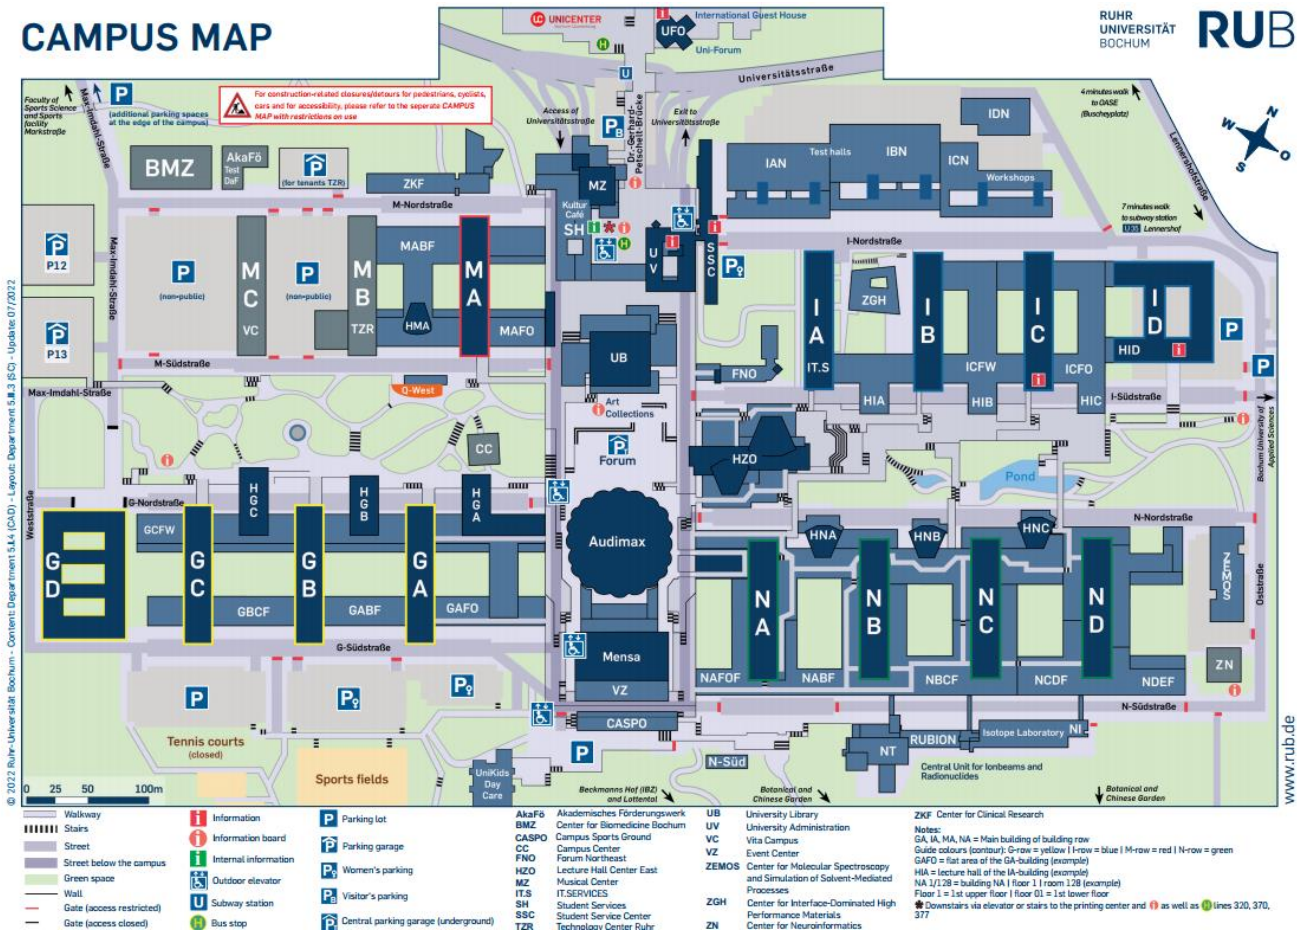 CAMPUS MAP
RUHR
UNIVERSITÄT
BOCHUM
RUB
UNICENTER
International Guest House
UFO
Uni-Forum
Universitätsstraße
Faculty of
Sports Science
and Sports
facility
Markstraße
Max-Imdahl-Straße
P
(additional parking spaces
at the edge of the campus)
For construction-related closures/detours for pedestrians, cyclists,
cars and for accessibility, please refer to the seperate CAMPUS
MAP with restrictions on use
Access of
Universitätsstraße
Dr.-Gerhard-
Petschelt-Brücke
Exit to
Universitätsstraße
4 minutes walk
to OASE
(Buscheyplatz)
Lennershofstraße
N
W
O
S
7 minutes walk
to subway station
U35 Lennershof
BMZ
AkaFö
Test
DaF
P
(for tenants TZR)
ZKF
MZ
Kultur
Café
SH
UV
SSC
IAN
Test halls
IBN
ICN
IDN
Workshops
M-Nordstraße
I-Nordstraße
P12
P13
Max-Imdahl-Straße
P
(non-public)
MC
VC
P
(non-public)
MB
TZR
MABF
HMA
MA
MAFO
M-Südstraße
Max-Imdahl-Straße
Q-West
UB
Art
Collections
FNO
IA
IT.S
ZGH
IB
IC
ID
HID
ICFW
ICFO
HIA
HIB
HIC
I-Südstraße
P
P
Bochum University of
Applied Sciences
CC
Forum
HZO
Pond
Weststraße
G-Nordstraße
HGC
HGB
HGA
GCFW
GD
GC
GB
GA
GBCF
GABF
GAFO
G-Südstraße
Audimax
Mensa
VZ
CASPO
HNA
HNB
HNC
N-Nordstraße
NA
NB
NC
ND
NAFOF
NABF
NBCF
NCDF
NDEF
ZEMOS
ZN
Oststraße
N-Südstraße
P
Tennis courts
(closed)
Sports fields
UniKids
Day
Care
P
N-Süd
NT
RUBION
Isotope Laboratory
NI
Central Unit for Ionbeams and
Radionuclides
Beckmanns Hof (IBZ)
and Lottental
Botanical and
Chinese Garden
Botanical and
Chinese Garden
0 25 50 100m
www.rub.de
© 2022 Ruhr-Universität Bochum - Content: Department 5.II.4 (CAD) - Layout: Department 5.III.3 (SC) - Update: 07/2022
Walkway
Stairs
Street
Street below the campus
Green space
Wall
Gate (access restricted)
Gate (access closed)
Information
Information board
Internal information
Outdoor elevator
Subway station
Bus stop
Parking lot
Parking garage
Women's parking
Visitor's parking
Central parking garage (underground)
AkaFö Akademisches Förderungswerk
BMZ Center for Biomedicine Bochum
CASPO Campus Sports Ground
CC Campus Center
FNO Forum Northeast
HZO Lecture Hall Center East
MZ Musical Center
IT.S IT.SERVICES
SH Student Services
SSC Student Service Center
TZR Technology Center Ruhr
UB University Library
UV University Administration
VC Vita Campus
VZ Event Center
ZEMOS Center for Molecular Spectroscopy
and Simulation of Solvent-Mediated
Processes
ZGH Center for Interface-Dominated High
Performance Materials
ZN Center for Neuroinformatics
ZKF Center for Clinical Research
Notes:
GA, IA, MA, NA = Main building of building row
Guide colours (contour): G-row = yellow | I-row = blue | M-row = red | N-row = green
GAFO = flat area of the GA-building (example)
HIA = lecture hall of the IA-building (example)
NA 1/128 = building NA | floor 1 | room 128 (example)
Floor 1 = 1st upper floor | floor 01 = 1st lower floor
* Downstairs via elevator or stairs to the printing center and i as well as H lines 320, 370,
377